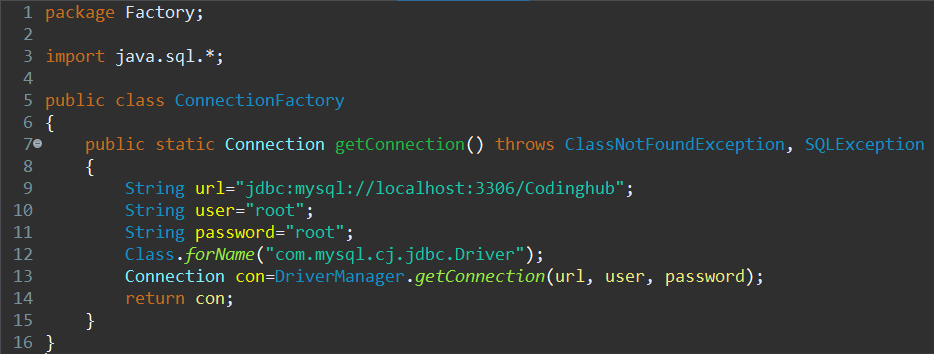 1 package Factory;
2
3 import java.sql.*;
4
5 public class ConnectionFactory
6 {
7     public static Connection getConnection() throws ClassNotFoundException, SQLException
8     {
9         String url="jdbc:mysql://localhost:3306/Codinghub";
10         String user="root";
11         String password="root";
12         Class.forName("com.mysql.cj.jdbc.Driver");
13         Connection con=DriverManager.getConnection(url, user, password);
14         return con;
15     }
16 }